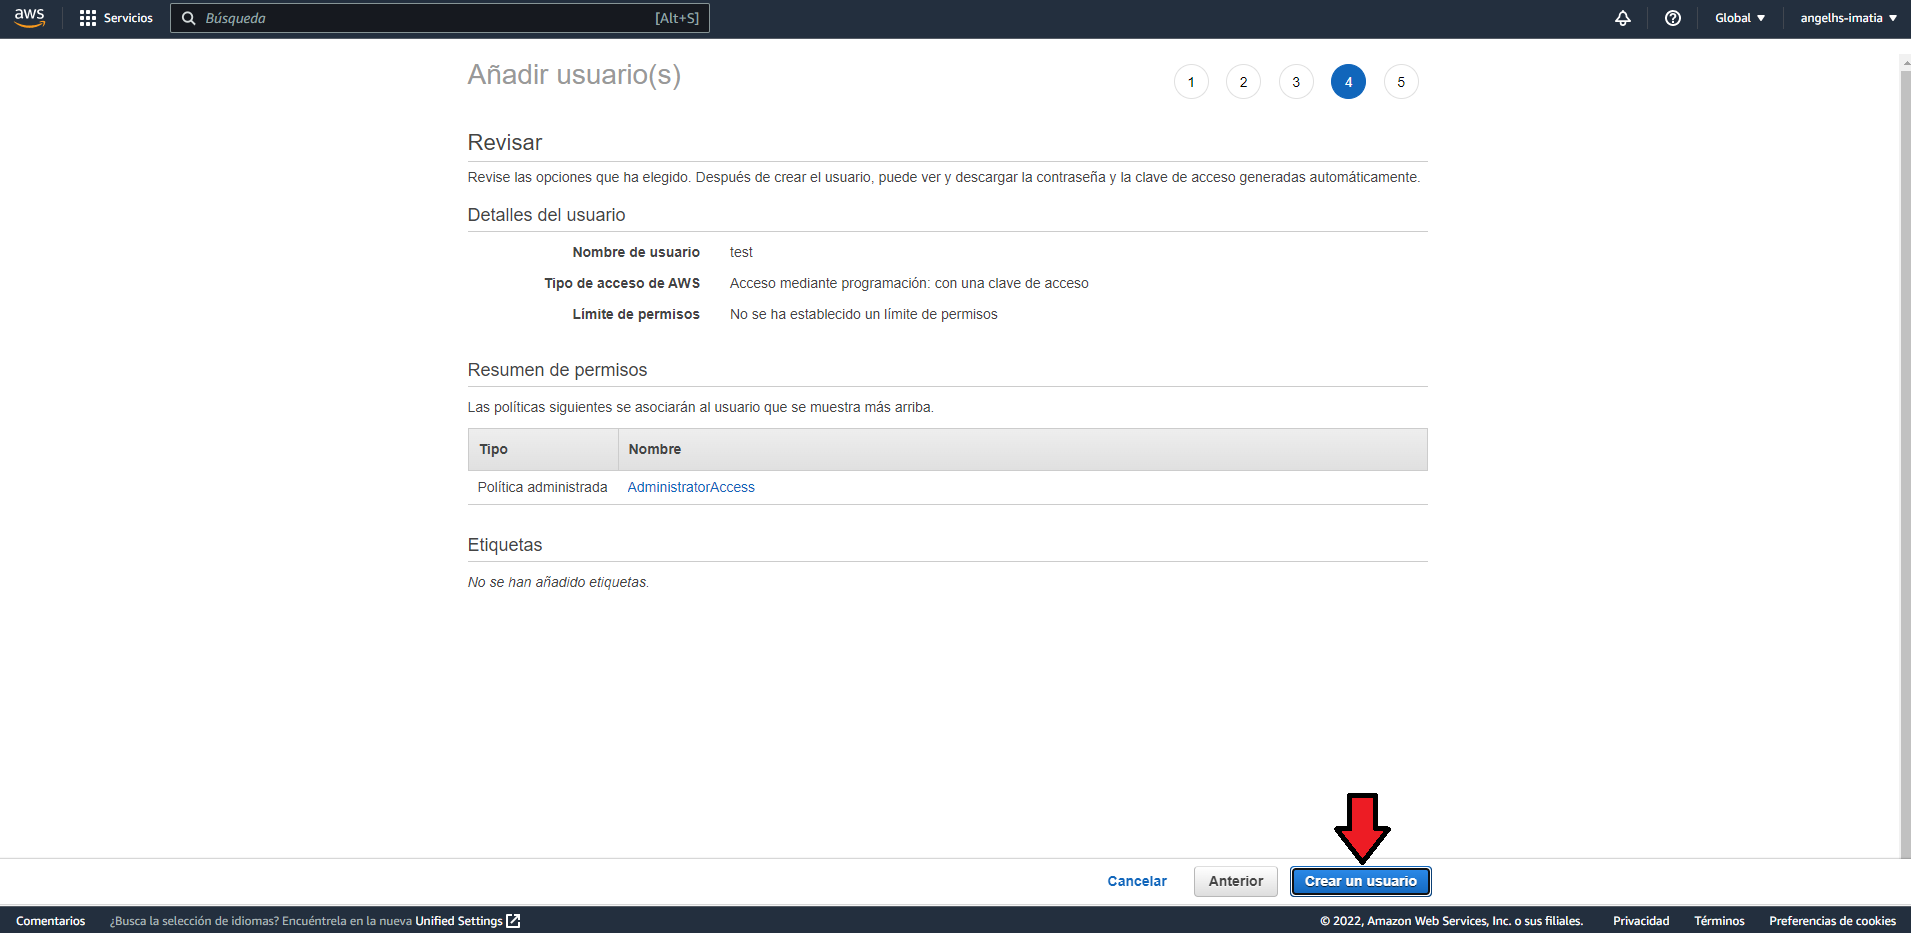 aws Servicios Búsqueda [Alt+S] Global angelhs-imatia
Añadir usuario(s) 1 2 3 4 5
Revisar
Revise las opciones que ha elegido. Después de crear el usuario, puede ver y descargar la contraseña y la clave de acceso generadas automáticamente.
Detalles del usuario
Nombre de usuario test
Tipo de acceso de AWS Acceso mediante programación: con una clave de acceso
Límite de permisos No se ha establecido un límite de permisos
Resumen de permisos
Las políticas siguientes se asociarán al usuario que se muestra más arriba.
Tipo Nombre
Política administrada AdministratorAccess
Etiquetas
No se han añadido etiquetas.
Cancelar Anterior Crear un usuario
Comentarios ¿Busca la selección de idiomas? Encuéntrela en la nueva Unified Settings © 2022, Amazon Web Services, Inc. o sus filiales. Privacidad Términos Preferencias de cookies